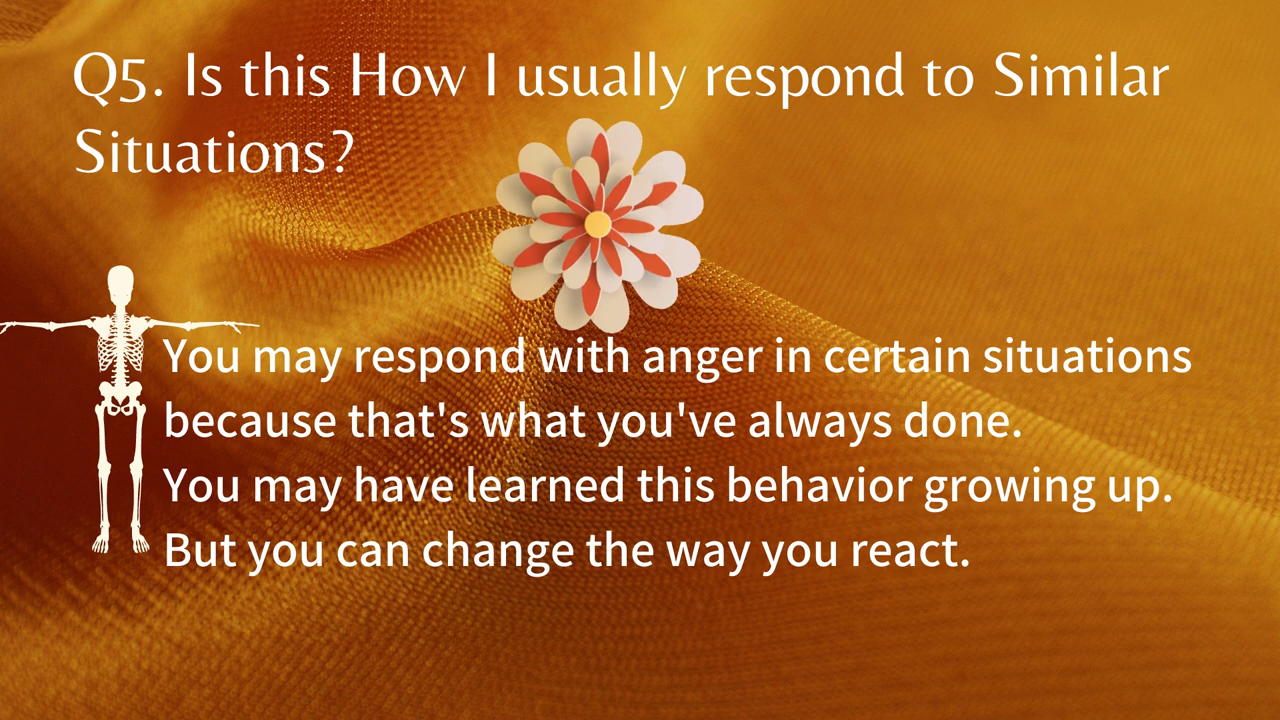 Q5. Is this How I usually respond to Similar
Situations?
You may respond with anger in certain situations
because that's what you've always done.
You may have learned this behavior growing up.
But you can change the way you react.